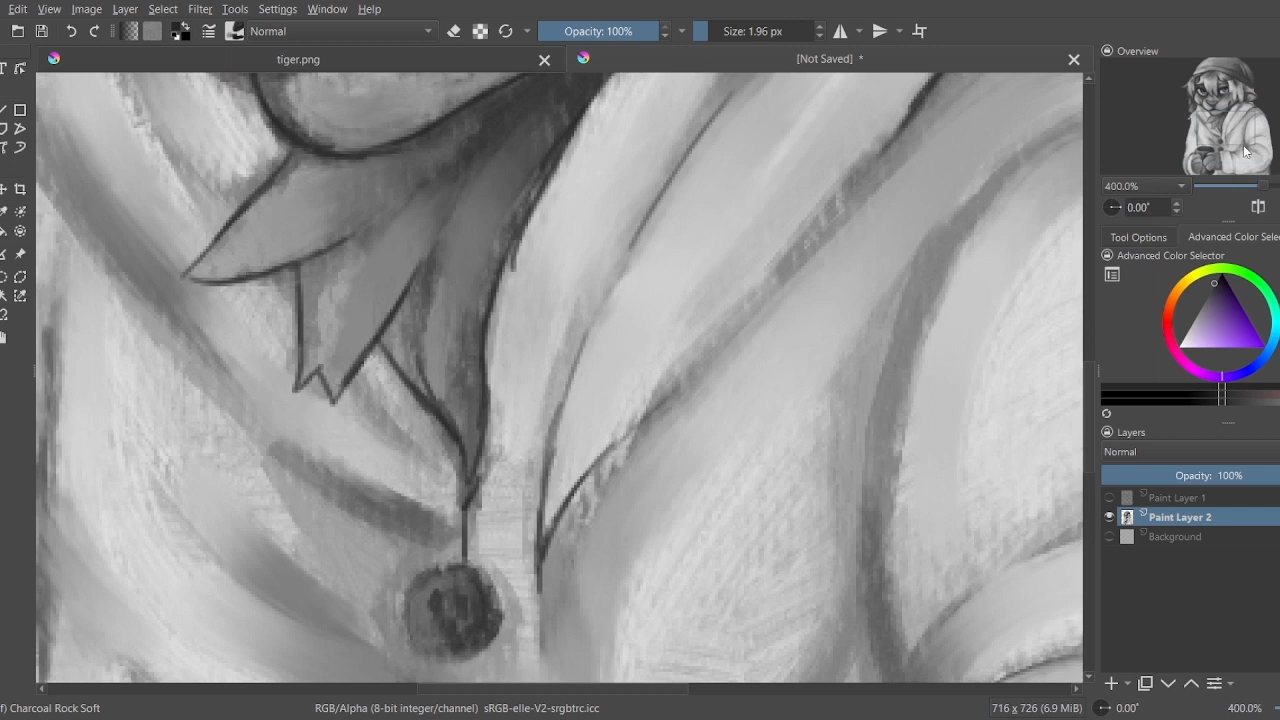 Edit View Image Layer Select Filter Tools Settings Window Help
Normal Opacity: 100% Size: 1.96 px
tiger.png [Not Saved] *
Overview
400.0%
0.00°
Tool Options Advanced Color Sele
Advanced Color Selector
Layers
Normal
Opacity: 100%
Paint Layer 1
Paint Layer 2
Background
f) Charcoal Rock Soft RGB/Alpha (8-bit integer/channel) sRGB-elle-V2-srgbtrc.icc 716 x 726 (6.9 MiB) 0.00° 400.0%